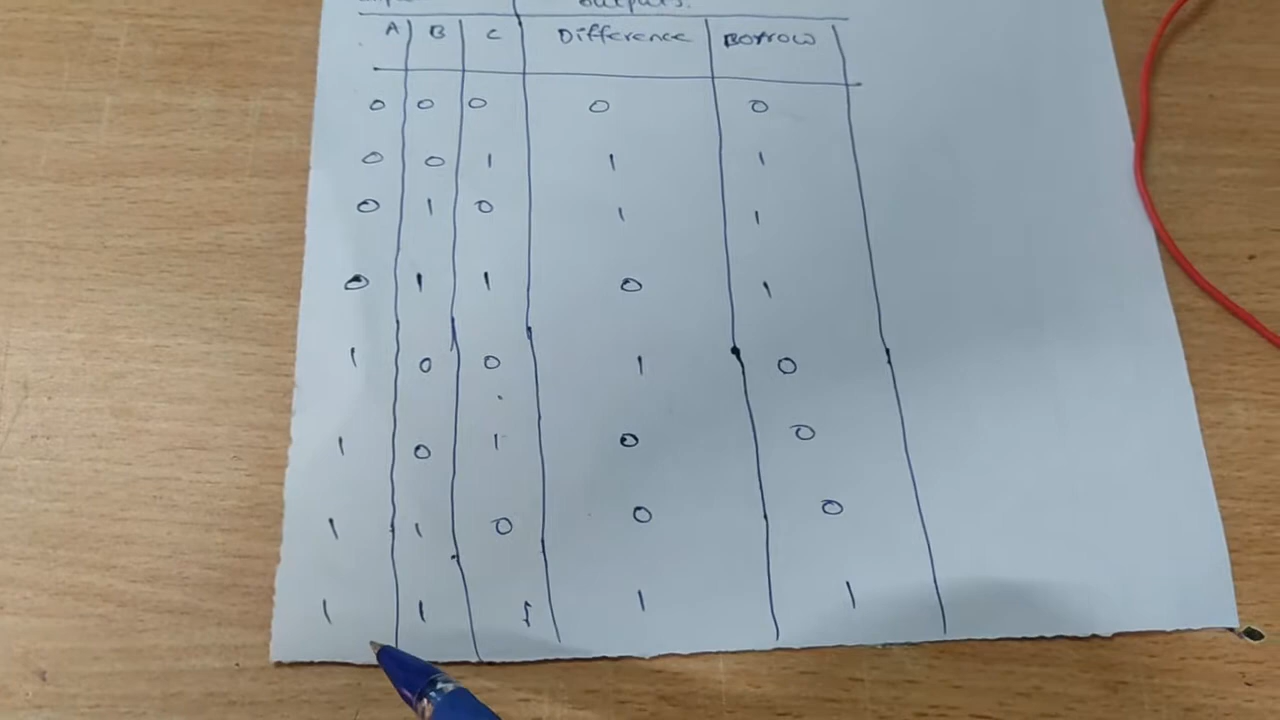 outputs.
A B C Difference Borrow
0 0 0 0 0
0 0 1 1 1
0 1 0 1 1
0 1 1 0 1
1 0 0 1 0
1 0 1 0 0
1 1 0 0 0
1 1 1 1 1